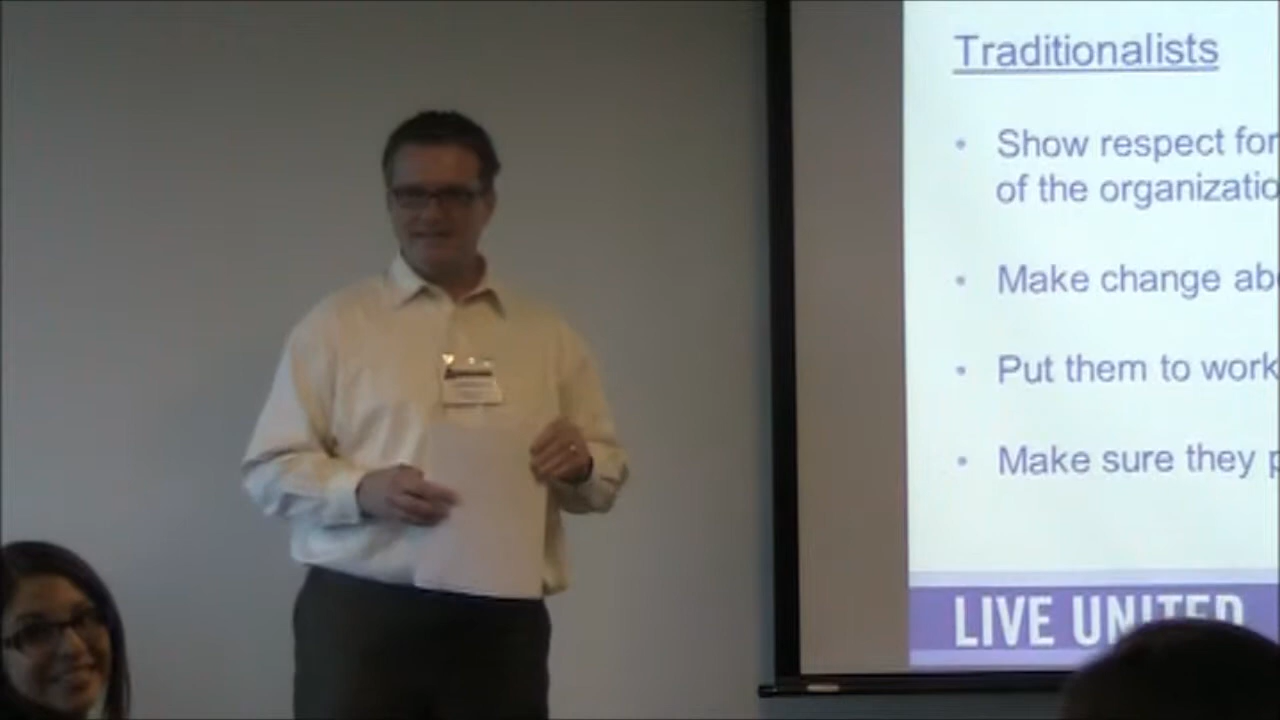 Traditionalists
• Show respect for
of the organizatio
• Make change ab
• Put them to work
• Make sure they p
LIVE UNITED